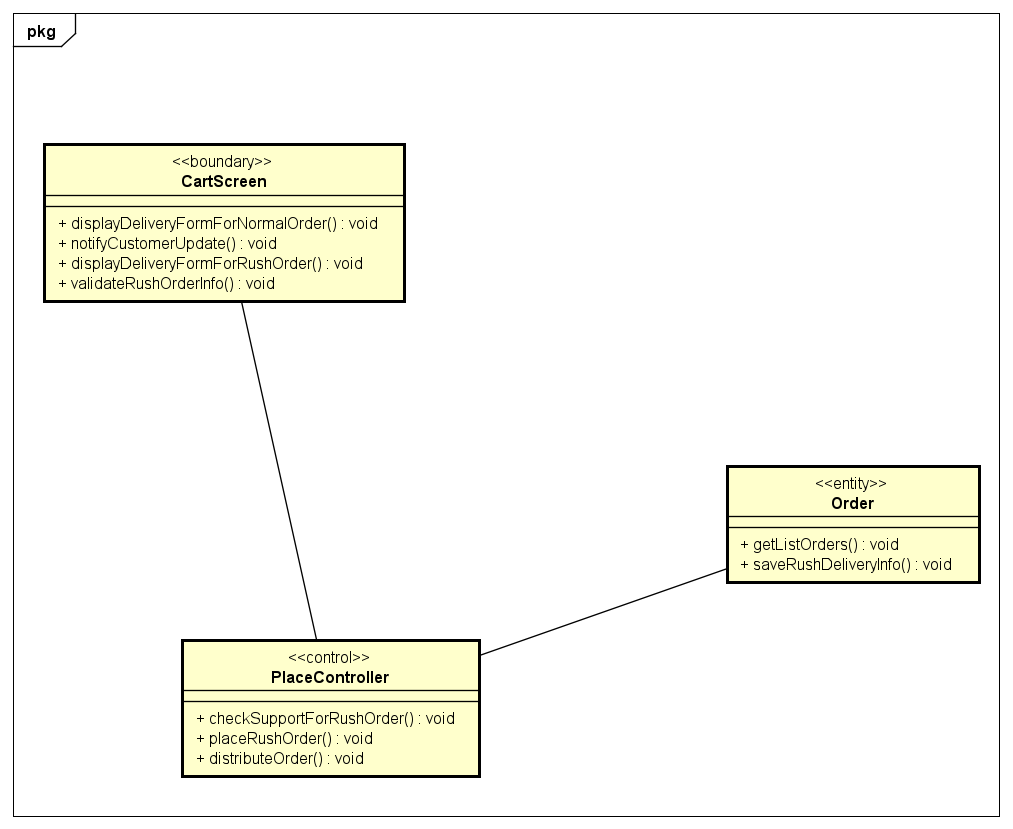 pkg
<<boundary>>
CartScreen
+ displayDeliveryFormForNormalOrder() : void
+ notifyCustomerUpdate() : void
+ displayDeliveryFormForRushOrder() : void
+ validateRushOrderInfo() : void
<<entity>>
Order
+ getListOrders() : void
+ saveRushDeliveryInfo() : void
<<control>>
PlaceController
+ checkSupportForRushOrder() : void
+ placeRushOrder() : void
+ distributeOrder() : void